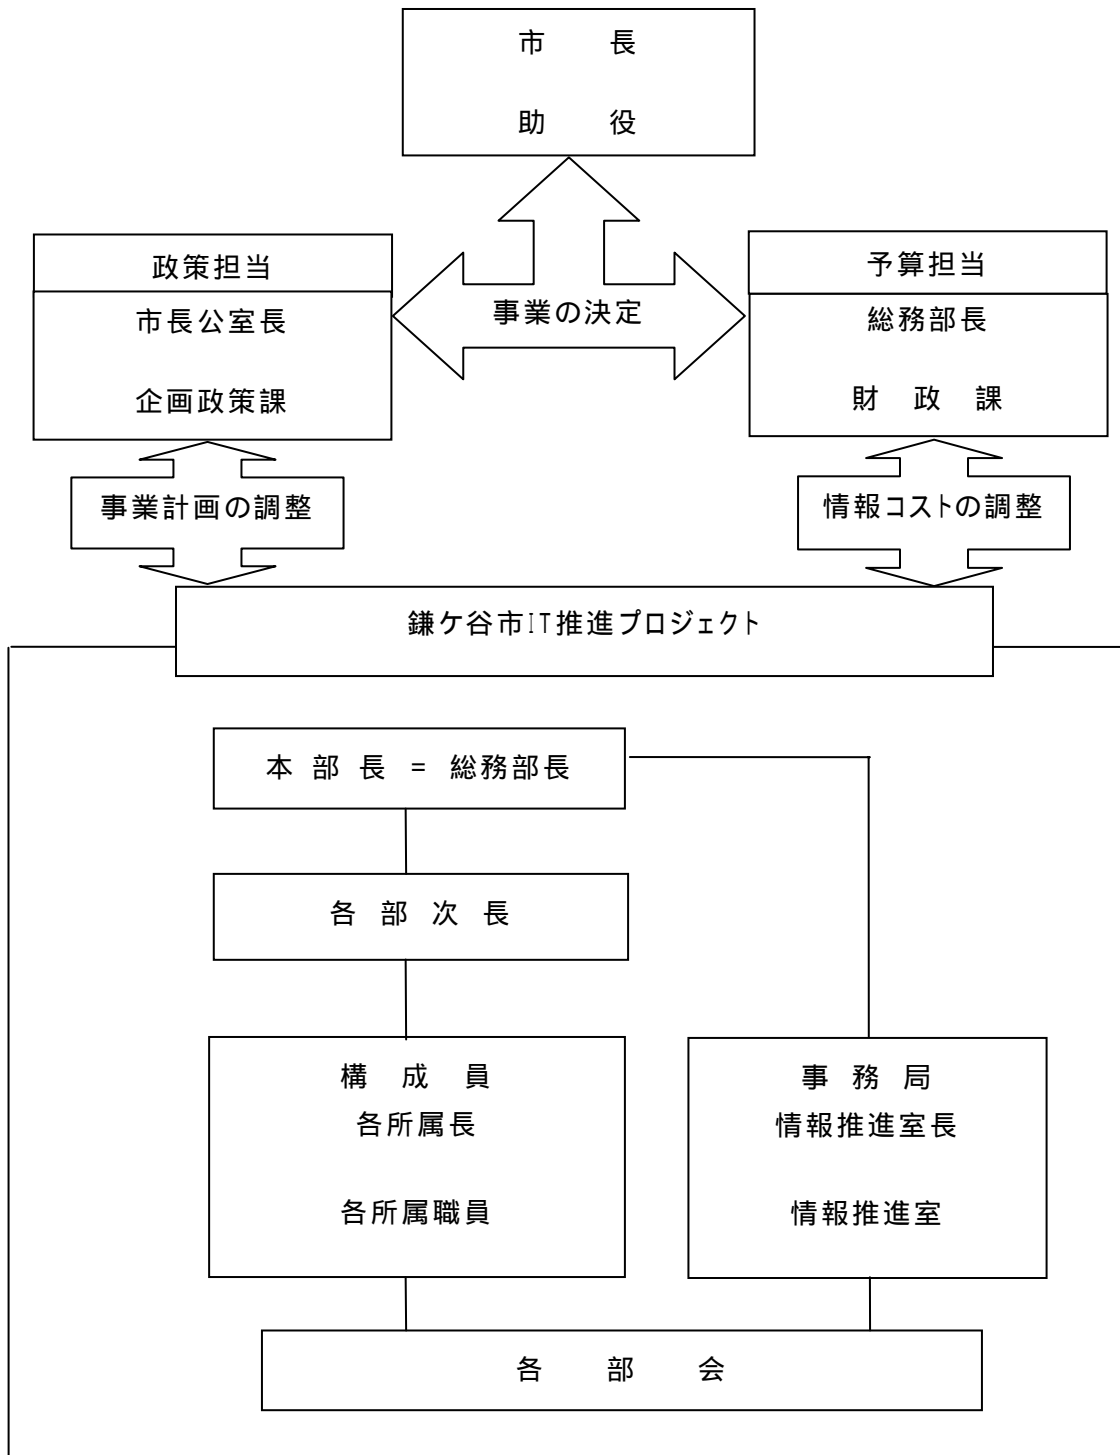 市　　長
助　　役
政策担当
市長公室長
企画政策課
事業の決定
予算担当
総務部長
財　政　課
事業計画の調整
情報コストの調整
鎌ケ谷市IT推進プロジェクト
本 部 長 = 総務部長
各 部 次 長
構　成　員
各所属長
各所属職員
事 務 局
情報推進室長
情報推進室
各　　部　　会